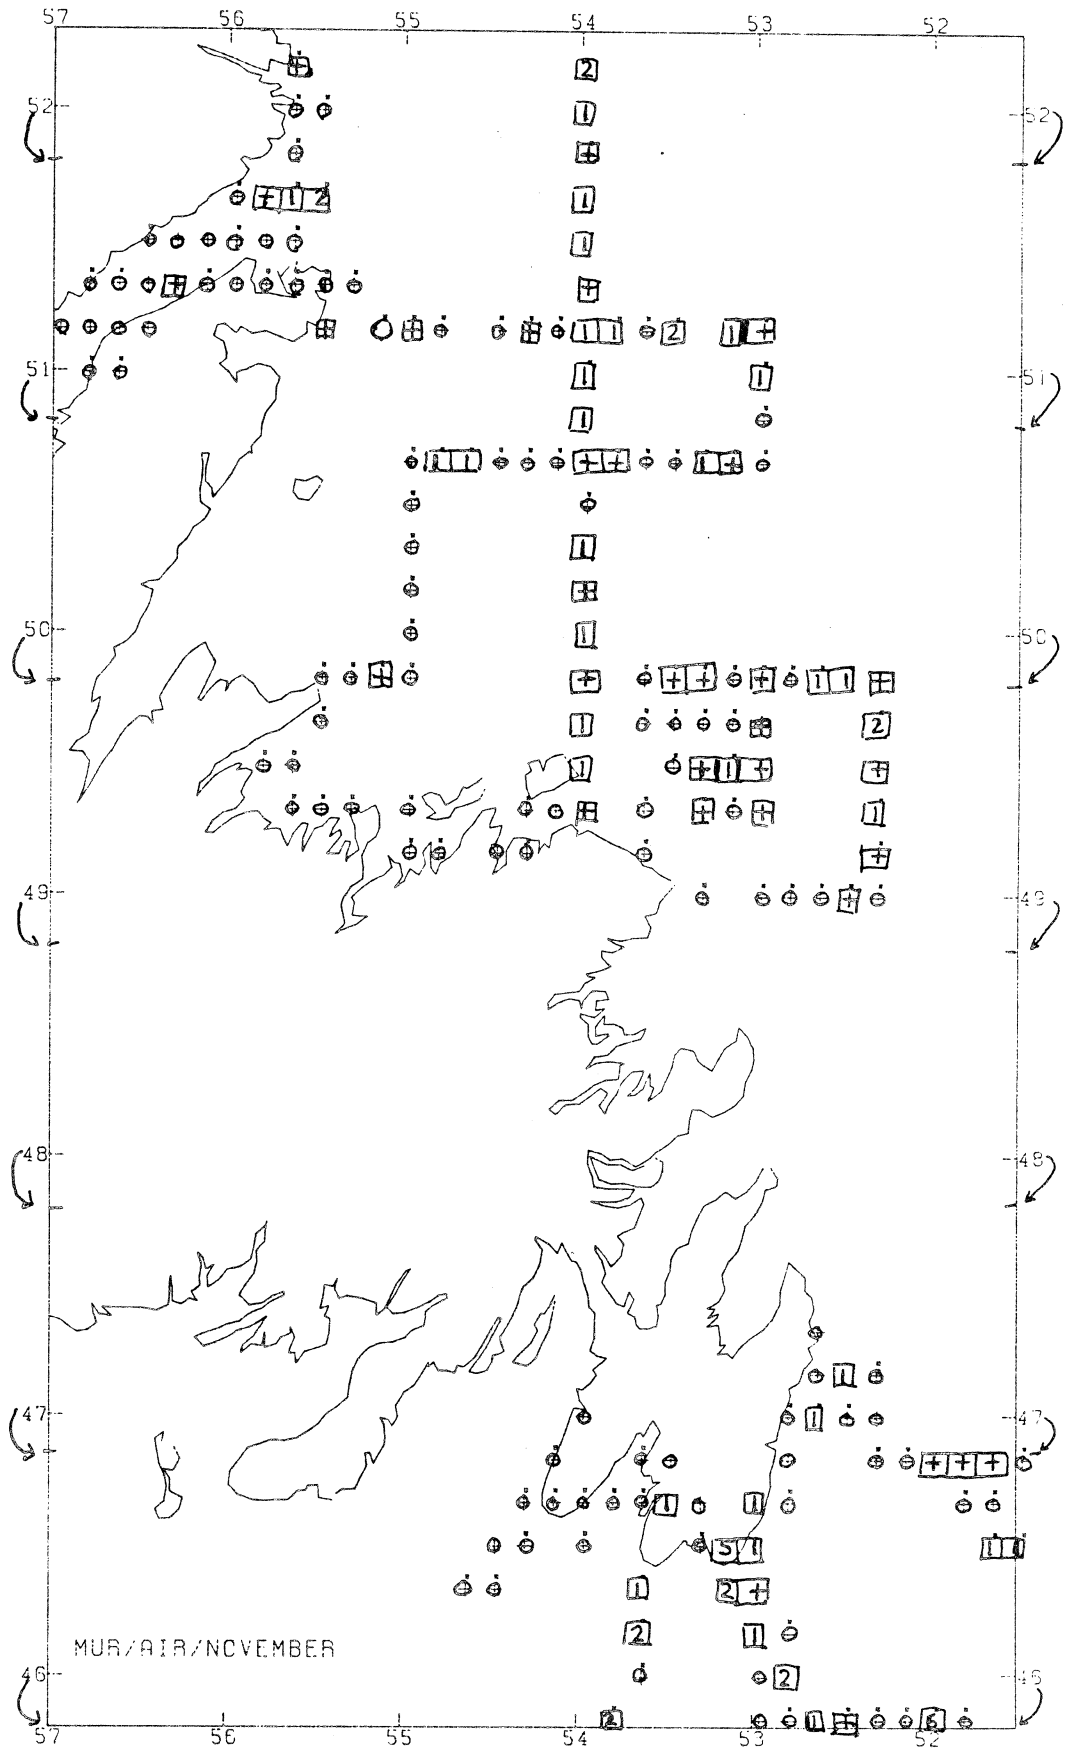 57 56 55 54 53 52
2
52 1 52
+
+ 1 2 1
1
+ +
1 1 2 1 +
51 1 1 51
1
1 1 + + 1 +
1
+
50 1 50
+ + + + + 1 1 +
1 2
1 + 1 + +
+ + + 1
+
49 + 49
48 48
1
47 1 47
+ + +
1 1
5 1 1 1
1 2 +
MUR/AIR/NOVEMBER 2 1
46 2 46
2 1 + 6
57 56 55 54 53 52